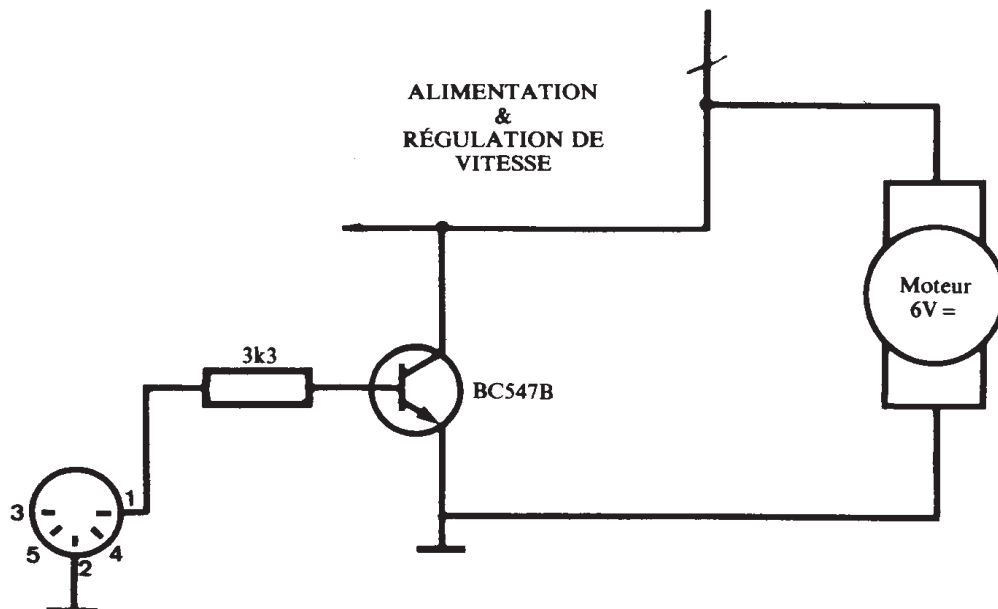 ALIMENTATION
&
RÉGULATION DE
VITESSE
Moteur
6V =
3k3
BC547B
1
3
5
2
4